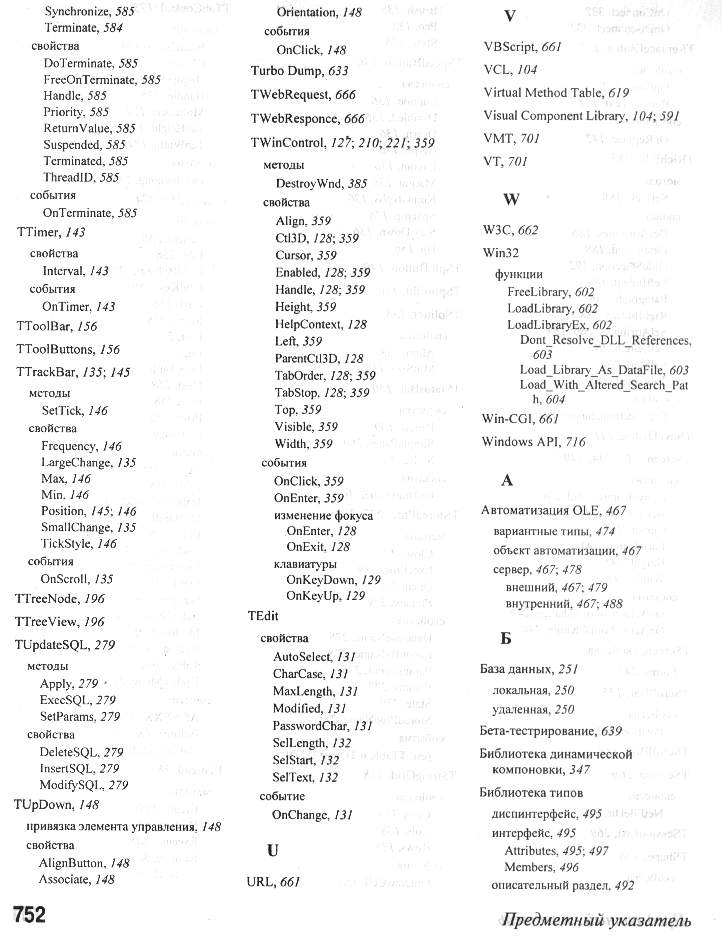 Synchronize, 585
Terminate, 584
свойства
DoTerminate, 585
FreeOnTerminate, 585
Handle, 585
Priority, 585
ReturnValue, 585
Suspended, 585
Terminated, 585
ThreadID, 585
события
OnTerminate, 585
TTimer, 143
свойства
Interval, 143
события
OnTimer, 143
TToolBar, 156
TToolButtons, 156
TTrackBar, 135; 145
методы
SetTick, 146
свойства
Frequency, 146
LargeChange, 135
Max, 146
Min, 146
Position, 145; 146
SmallChange, 135
TickStyle, 146
события
OnScroll, 135
TTreeNode, 196
TTreeView, 196
TUpdateSQL, 279
методы
Apply, 279
ExecSQL, 279
SetParams, 279
свойства
DeleteSQL, 279
InsertSQL, 279
ModifySQL, 279
TUpDown, 148
привязка элемента управления, 148
свойства
AlignButton, 148
Associate, 148
Orientation, 148
события
OnClick, 148
Turbo Dump, 633
TWebRequest, 666
TWebResponce, 666
TWinControl, 127; 210; 221; 359
методы
DestroyWnd, 385
свойства
Align, 359
Ctl3D, 128; 359
Cursor, 359
Enabled, 128; 359
Handle, 128; 359
Height, 359
HelpContext, 128
Left, 359
ParentCtl3D, 128
TabOrder, 128; 359
TabStop, 128; 359
Top, 359
Visible, 359
Width, 359
события
OnClick, 359
OnEnter, 359
изменение фокуса
OnEnter, 128
OnExit, 128
клавиатуры
OnKeyDown, 129
OnKeyUp, 129
TEdit
свойства
AutoSelect, 131
CharCase, 131
MaxLength, 131
Modified, 131
PasswordChar, 131
SelLength, 132
SelStart, 132
SelText, 132
событие
OnChange, 131
U
URL, 661
V
VBScript, 661
VCL, 104
Virtual Method Table, 619
Visual Component Library, 104; 591
VMT, 701
VT, 701
W
W3C, 662
Win32
функции
FreeLibrary, 602
LoadLibrary, 602
LoadLibraryEx, 602
Dont_Resolve_DLL_References,
603
Load_Library_As_DataFile, 603
Load_With_Altered_Search_Pat
h, 604
Win-CGI, 661
Windows API, 716
А
Автоматизация OLE, 467
вариантные типы, 474
объект автоматизации, 467
сервер, 467; 478
внешний, 467; 479
внутренний, 467; 488
Б
База данных, 251
локальная, 250
удаленная, 250
Бета-тестирование, 639
Библиотека динамической
компоновки, 347
Библиотека типов
диспинтерфейс, 495
интерфейс, 495
Attributes, 495; 497
Members, 496
описательный раздел, 492
752
Предметный указатель